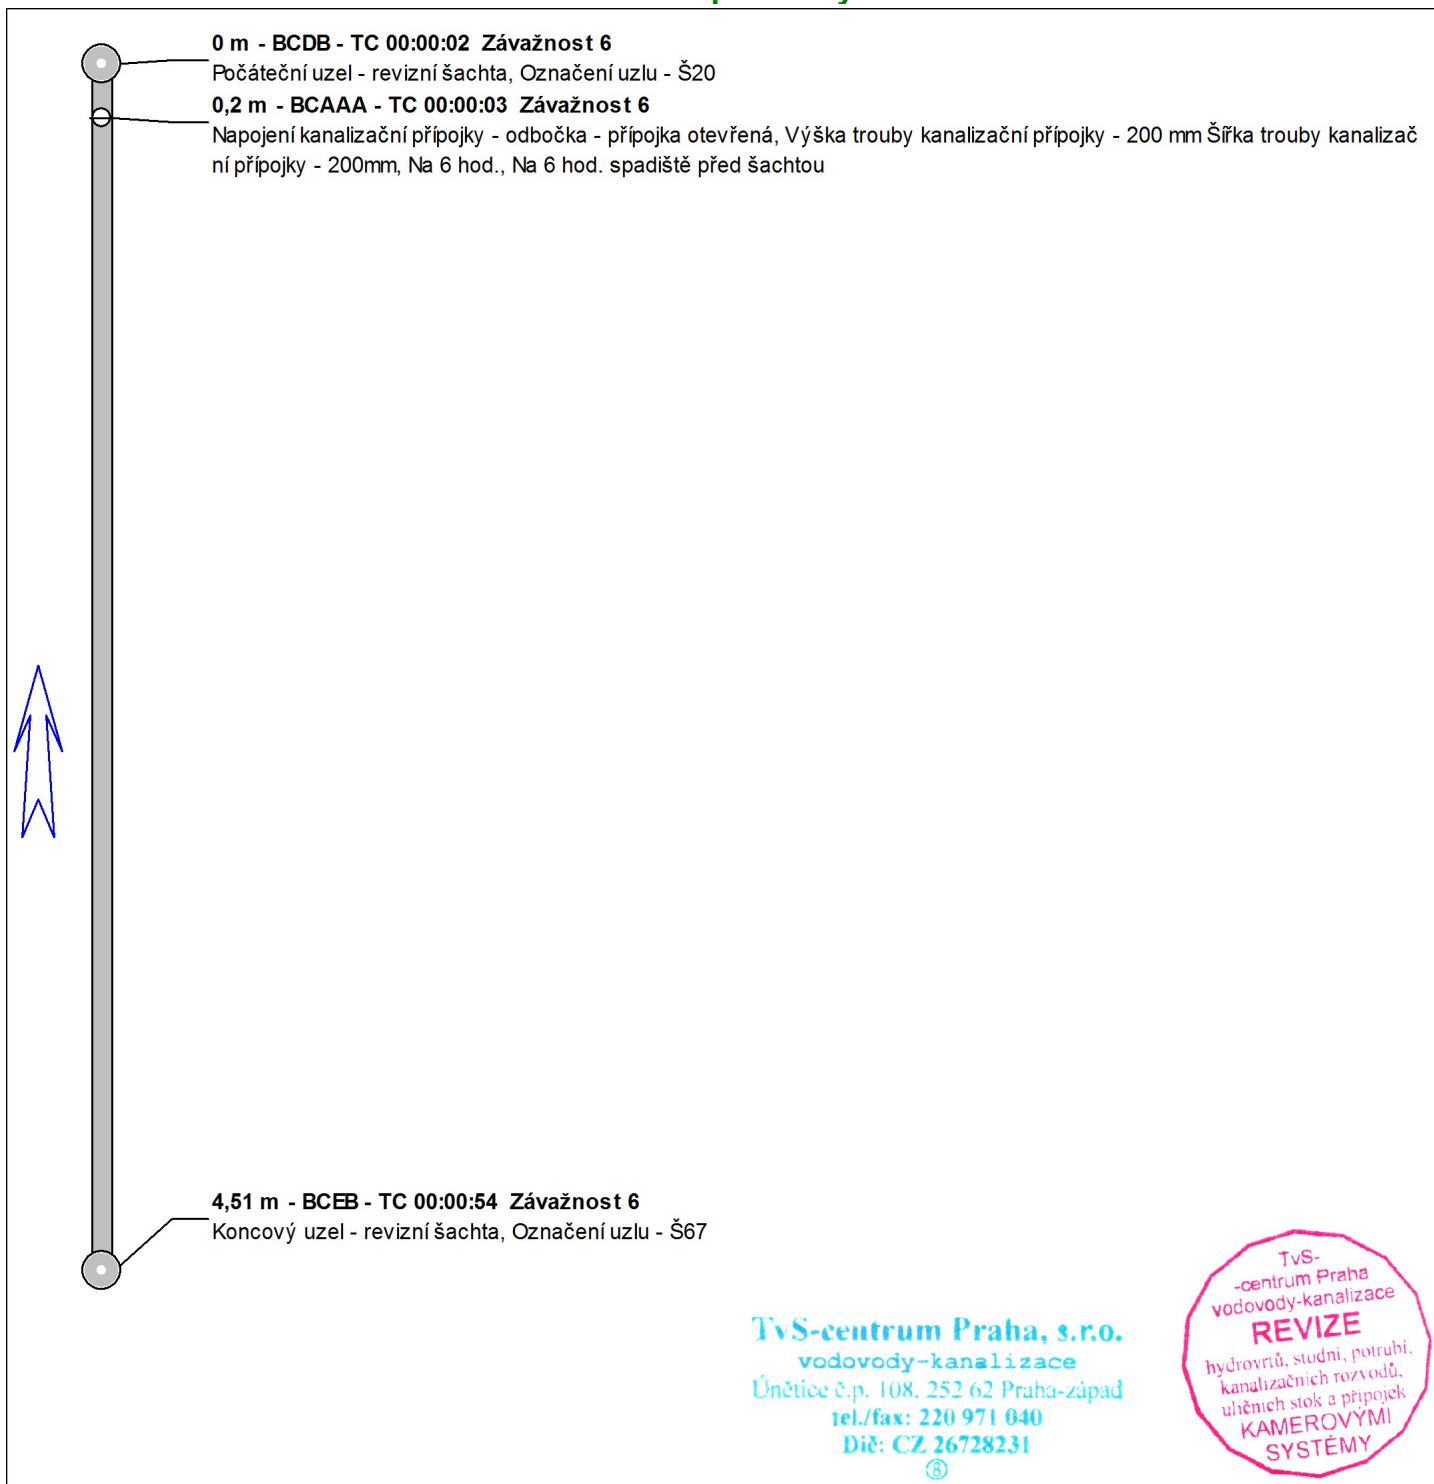 0 m - BCDB - TC 00:00:02 Závažnost 6
Počáteční uzel - revizní šachta, Označení uzlu - Š20
0,2 m - BCAAA - TC 00:00:03 Závažnost 6
Napojení kanalizační přípojky - odbočka - přípojka otevřená, Výška trouby kanalizační přípojky - 200 mm Šířka trouby kanalizač
ní přípojky - 200mm, Na 6 hod., Na 6 hod. spadiště před šachtou
4,51 m - BCEB - TC 00:00:54 Závažnost 6
Koncový uzel - revizní šachta, Označení uzlu - Š67
TvS-centrum Praha, s.r.o.
vodovody-kanalizace
Únětice č.p. 108, 252 62 Praha-západ
tel./fax: 220 971 040
Dič: CZ 26728231
8
TvS-
-centrum Praha
vodovody-kanalizace
REVIZE
hydrovrtů, studní, potrubí,
kanalizačních rozvodů,
uličních stok a přípojek
KAMEROVÝMI
SYSTÉMY